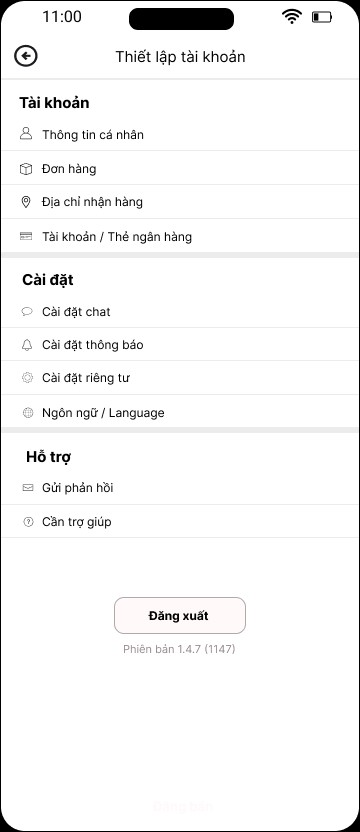 11:00
Thiết lập tài khoản
Tài khoản
Thông tin cá nhân
Đơn hàng
Địa chỉ nhận hàng
Tài khoản / Thẻ ngân hàng
Cài đặt
Cài đặt chat
Cài đặt thông báo
Cài đặt riêng tư
Ngôn ngữ / Language
Hỗ trợ
Gửi phản hồi
Cần trợ giúp
Đăng xuất
Phiên bản 1.4.7 (1147)